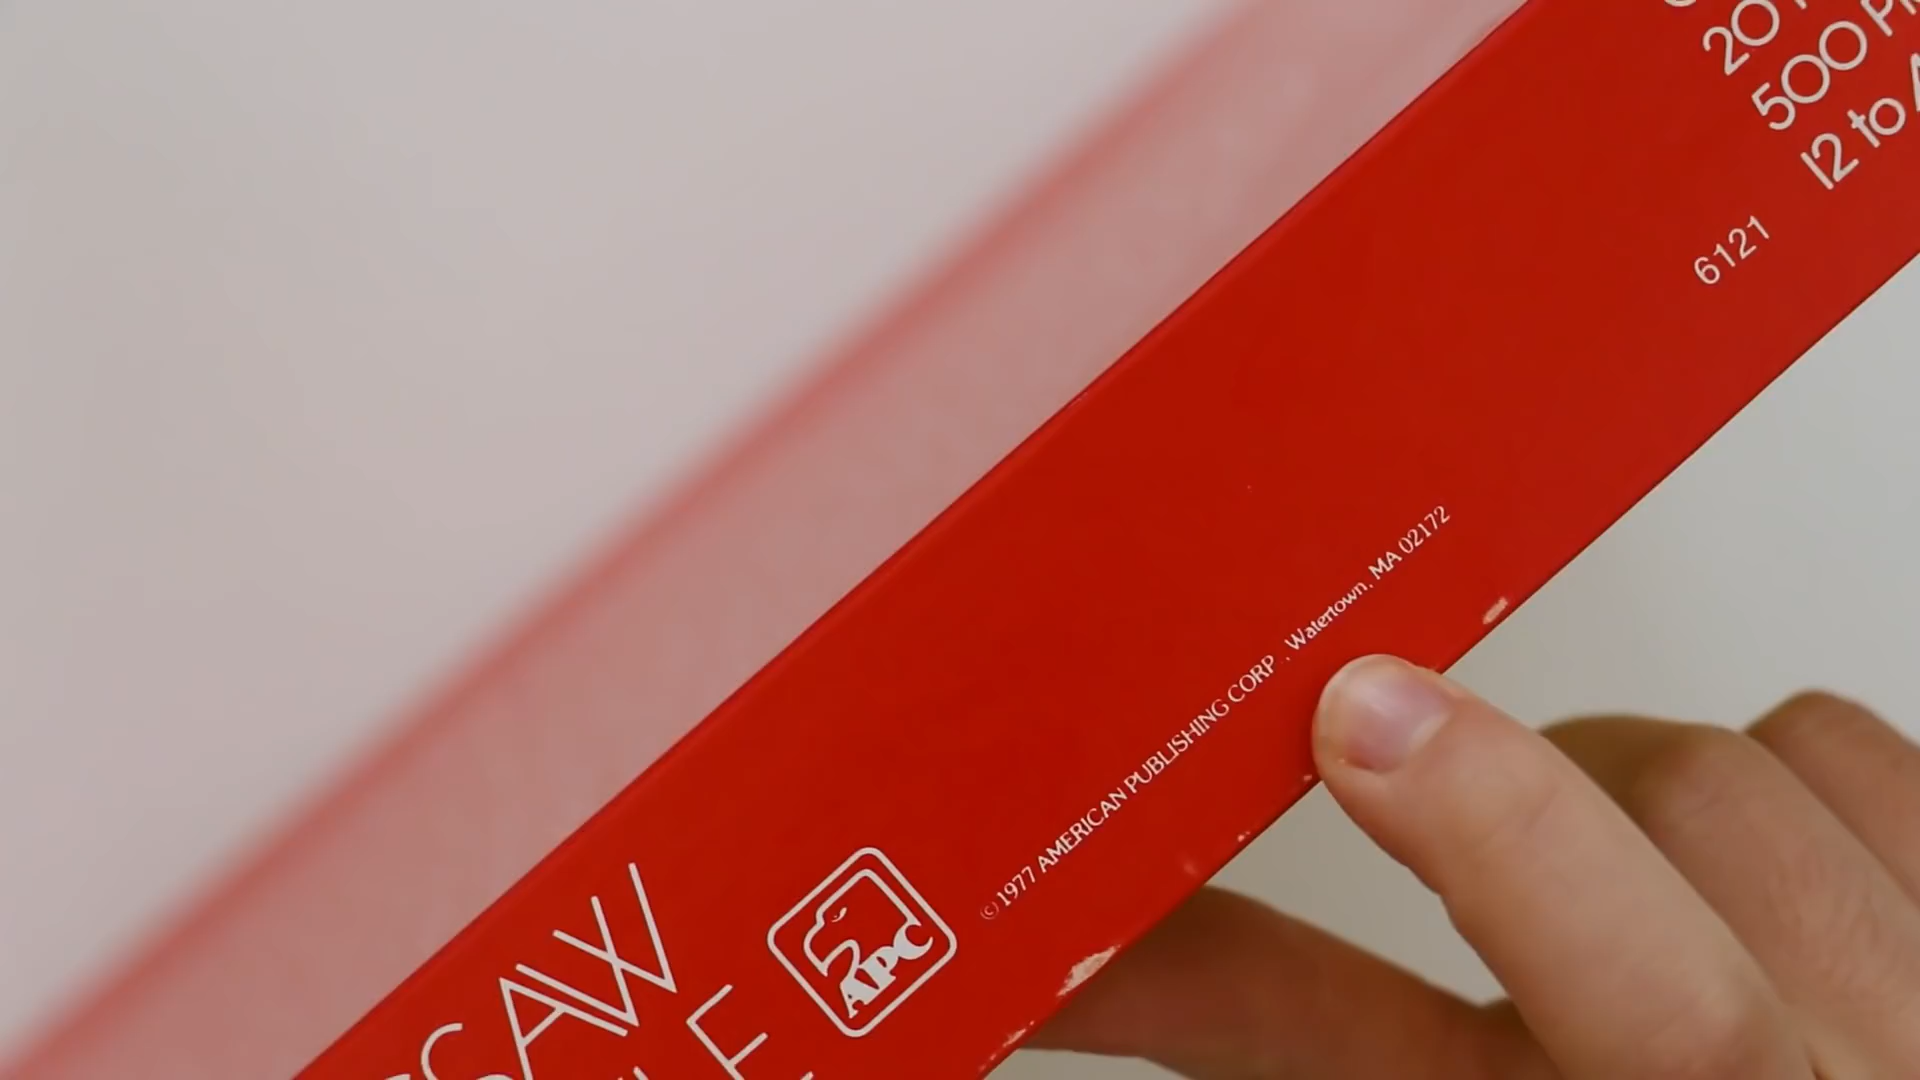 20
500
12 to
6121
© 1977 AMERICAN PUBLISHING CORP., Watertown, MA 02172
APC